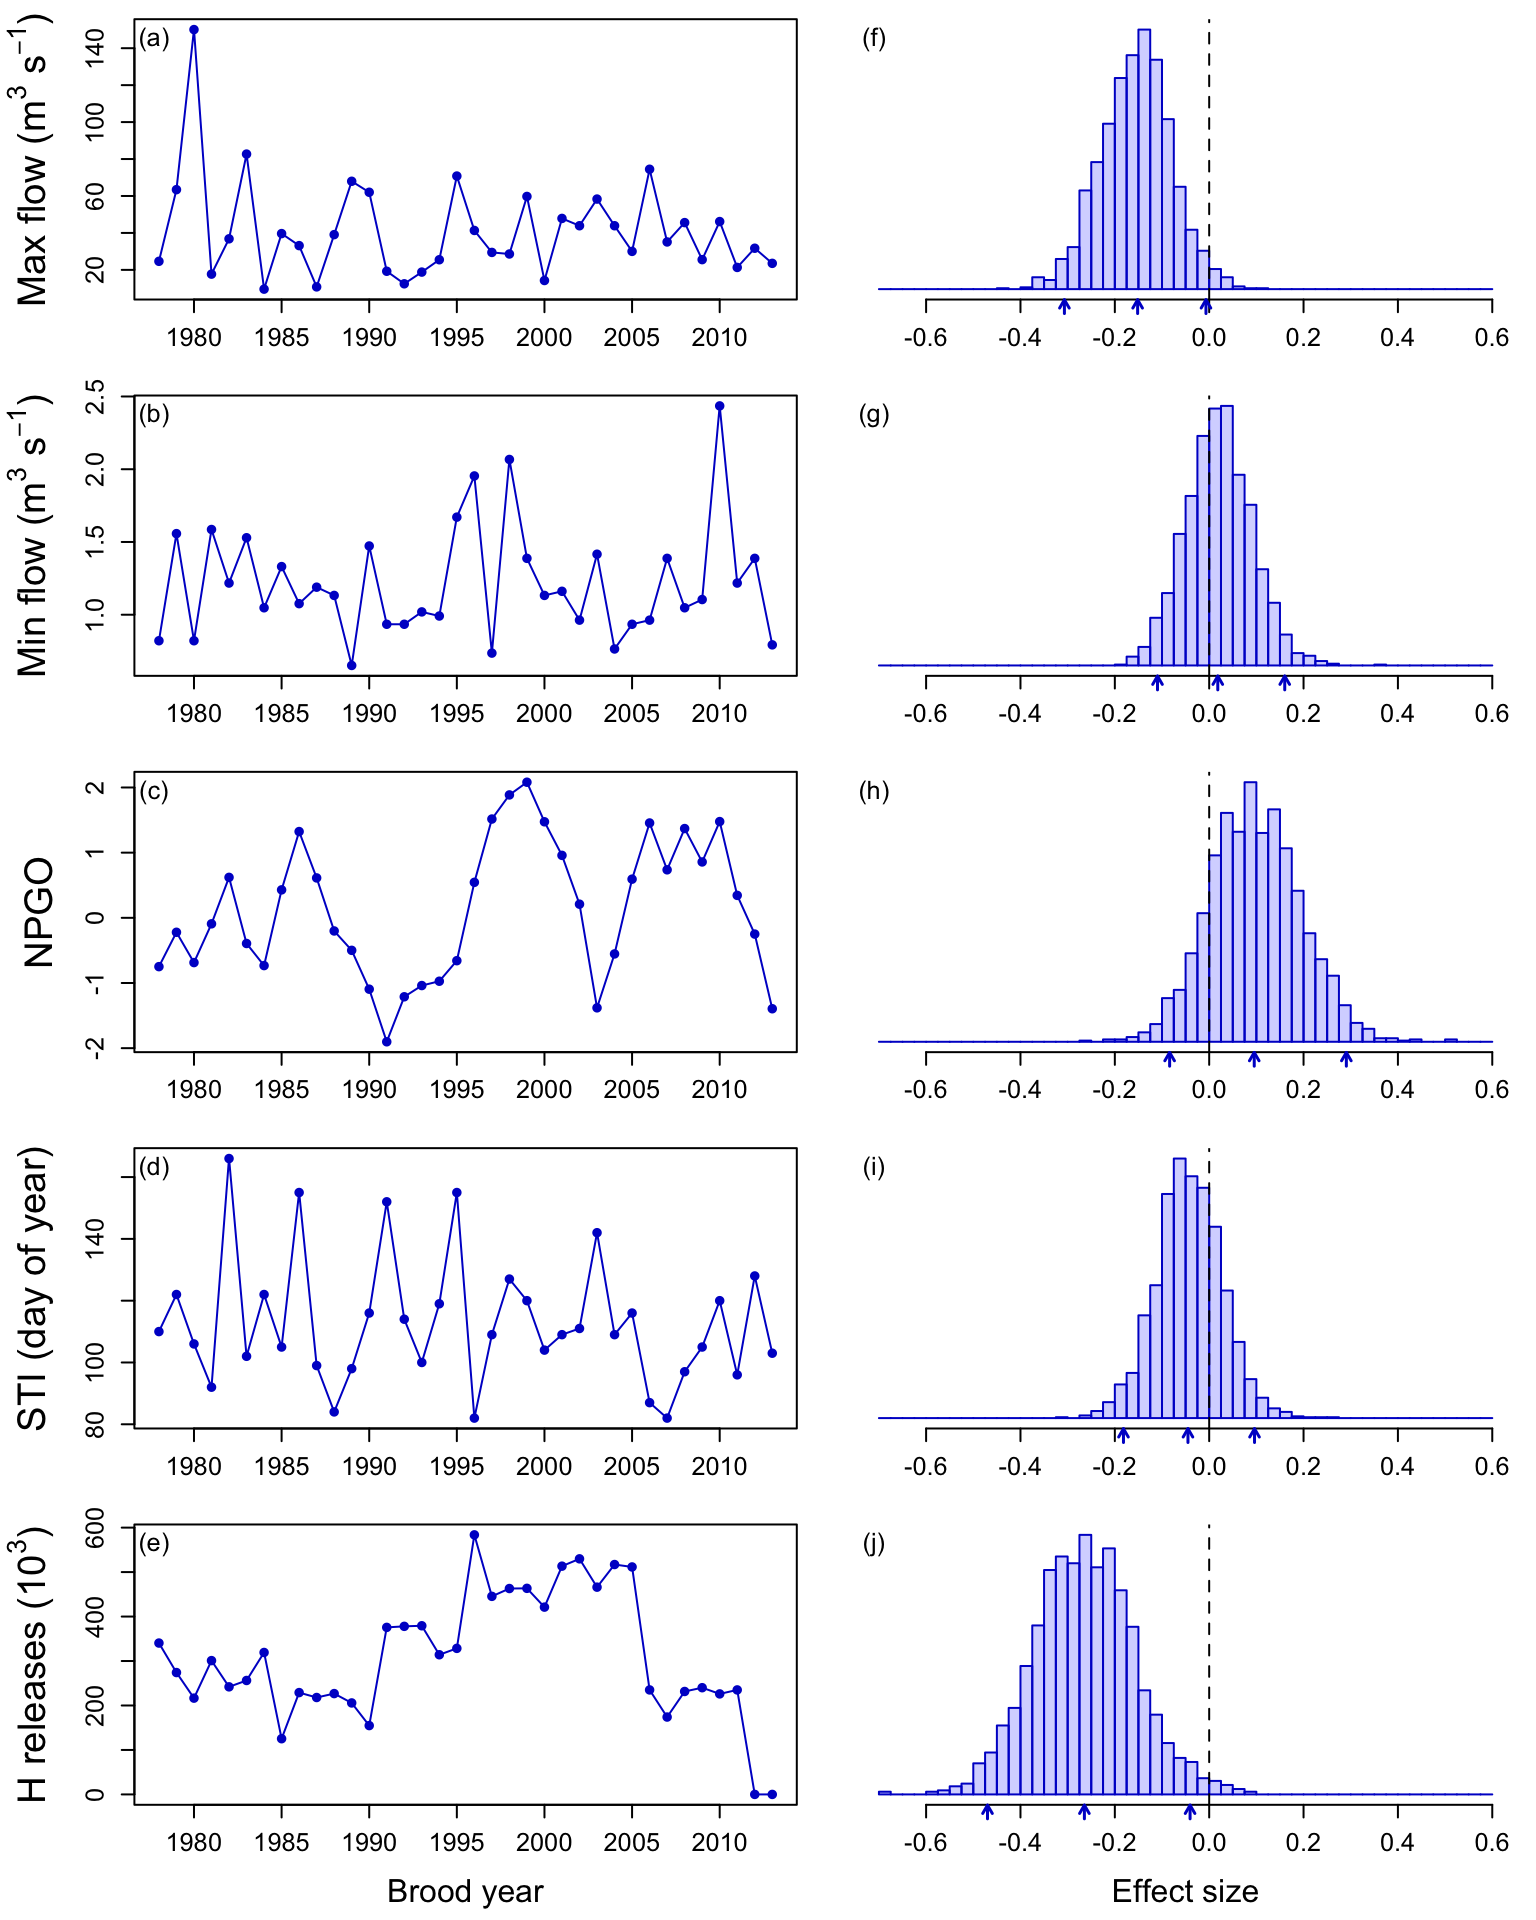 Max flow (m³ s⁻¹)
(a)
140
100
60
20
1980 1985 1990 1995 2000 2005 2010
(f)
-0.6 -0.4 -0.2 0.0 0.2 0.4 0.6
Min flow (m³ s⁻¹)
(b)
2.5
2.0
1.5
1.0
1980 1985 1990 1995 2000 2005 2010
(g)
-0.6 -0.4 -0.2 0.0 0.2 0.4 0.6
NPGO
(c)
2
1
0
-1
-2
1980 1985 1990 1995 2000 2005 2010
(h)
-0.6 -0.4 -0.2 0.0 0.2 0.4 0.6
STI (day of year)
(d)
140
100
80
1980 1985 1990 1995 2000 2005 2010
(i)
-0.6 -0.4 -0.2 0.0 0.2 0.4 0.6
H releases (10³)
(e)
600
400
200
0
1980 1985 1990 1995 2000 2005 2010
Brood year
(j)
-0.6 -0.4 -0.2 0.0 0.2 0.4 0.6
Effect size